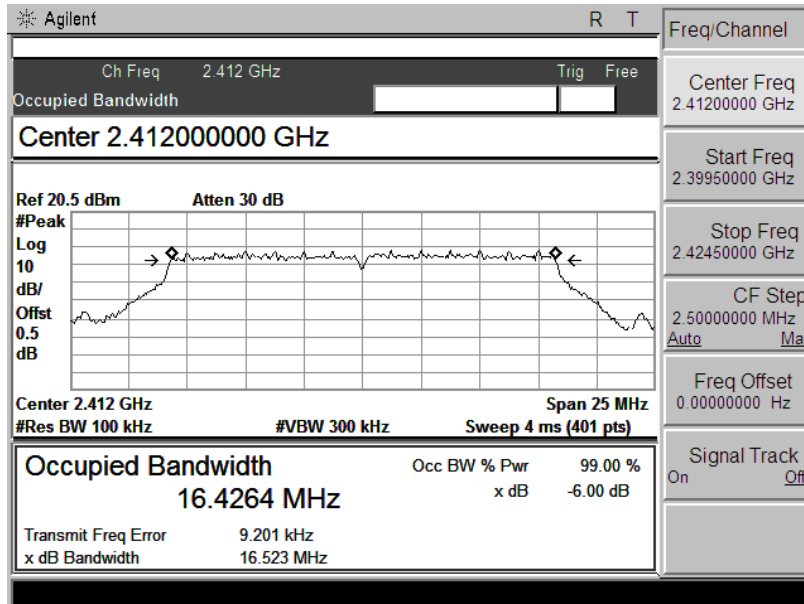 Agilent R T
Ch Freq 2.412 GHz Trig Free
Occupied Bandwidth
Center 2.412000000 GHz
Ref 20.5 dBm Atten 30 dB
#Peak
Log
10
dB/
Offst
0.5
dB
Center 2.412 GHz Span 25 MHz
#Res BW 100 kHz #VBW 300 kHz Sweep 4 ms (401 pts)
Occupied Bandwidth Occ BW % Pwr 99.00 %
16.4264 MHz x dB -6.00 dB
Transmit Freq Error 9.201 kHz
x dB Bandwidth 16.523 MHz
Freq/Channel
Center Freq
2.41200000 GHz
Start Freq
2.39950000 GHz
Stop Freq
2.42450000 GHz
CF Step
2.50000000 MHz
Auto Ma
Freq Offset
0.00000000 Hz
Signal Track
On Off